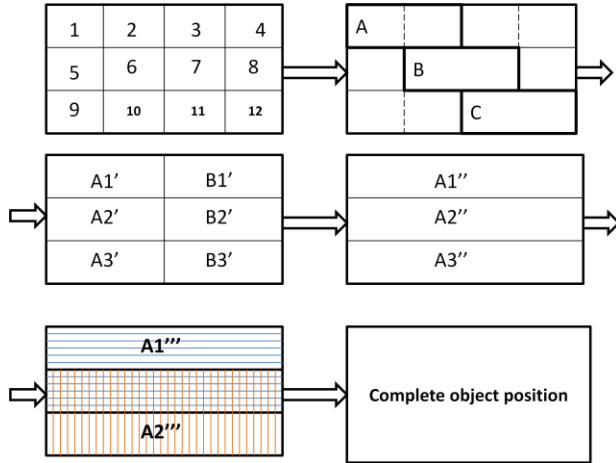 1 2 3 4
5 6 7 8
9 10 11 12
A
B
C
A1' B1'
A2' B2'
A3' B3'
A1''
A2''
A3''
A1'''
A2'''
Complete object position